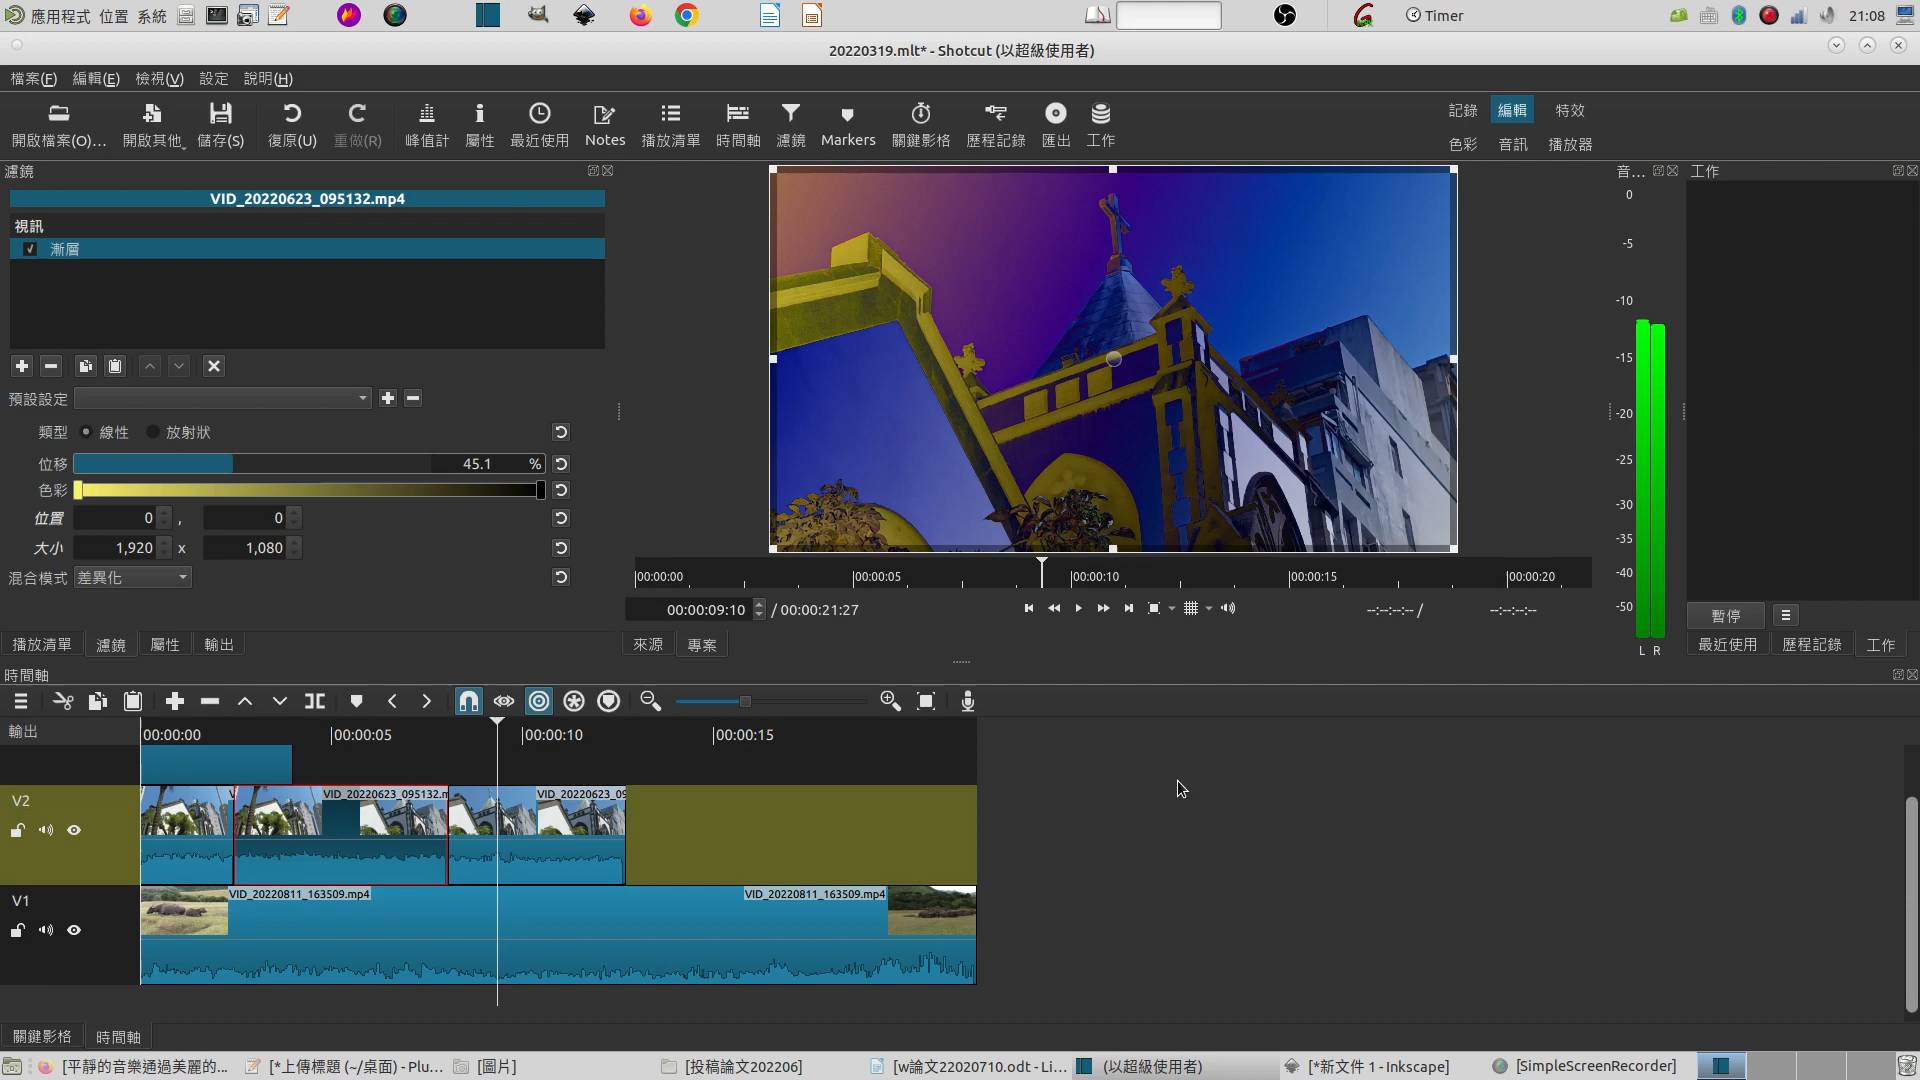 應用程式 位置 系統 Timer 21:08
20220319.mlt* - Shotcut (以超級使用者)
檔案(F) 編輯(E) 檢視(V) 設定 說明(H)
開啟檔案(O)... 開啟其他 儲存(S) 復原(U) 重做(R) 峰值計 屬性 最近使用 Notes 播放清單 時間軸 濾鏡 Markers 關鍵影格 歷程記錄 匯出 工作
記錄 編輯 特效
色彩 音訊 播放器
濾鏡
VID_20220623_095132.mp4
視訊
漸層
預設設定
類型 線性 放射狀
位移 45.1 %
色彩
位置 0 , 0
大小 1,920 x 1,080
混合模式 差異化
播放清單 濾鏡 屬性 輸出
00:00:00 00:00:05 00:00:10 00:00:15 00:00:20
00:00:09:10 / 00:00:21:27 --:--:--:-- / --:--:--:--
來源 專案
音...
0
-5
-10
-15
-20
-25
-30
-35
-40
-50
L R
工作
暫停
最近使用 歷程記錄 工作
時間軸
輸出
00:00:00 00:00:05 00:00:10 00:00:15
V2
VID_20220623_095132.m
VID_20220623_09
V1
VID_20220811_163509.mp4 VID_20220811_163509.mp4
關鍵影格 時間軸
[平靜的音樂通過美麗的... [*上傳標題 (~/桌面) - Plu... [圖片] [投稿論文202206] [w論文22020710.odt - Li... (以超級使用者) [*新文件 1 - Inkscape] [SimpleScreenRecorder]